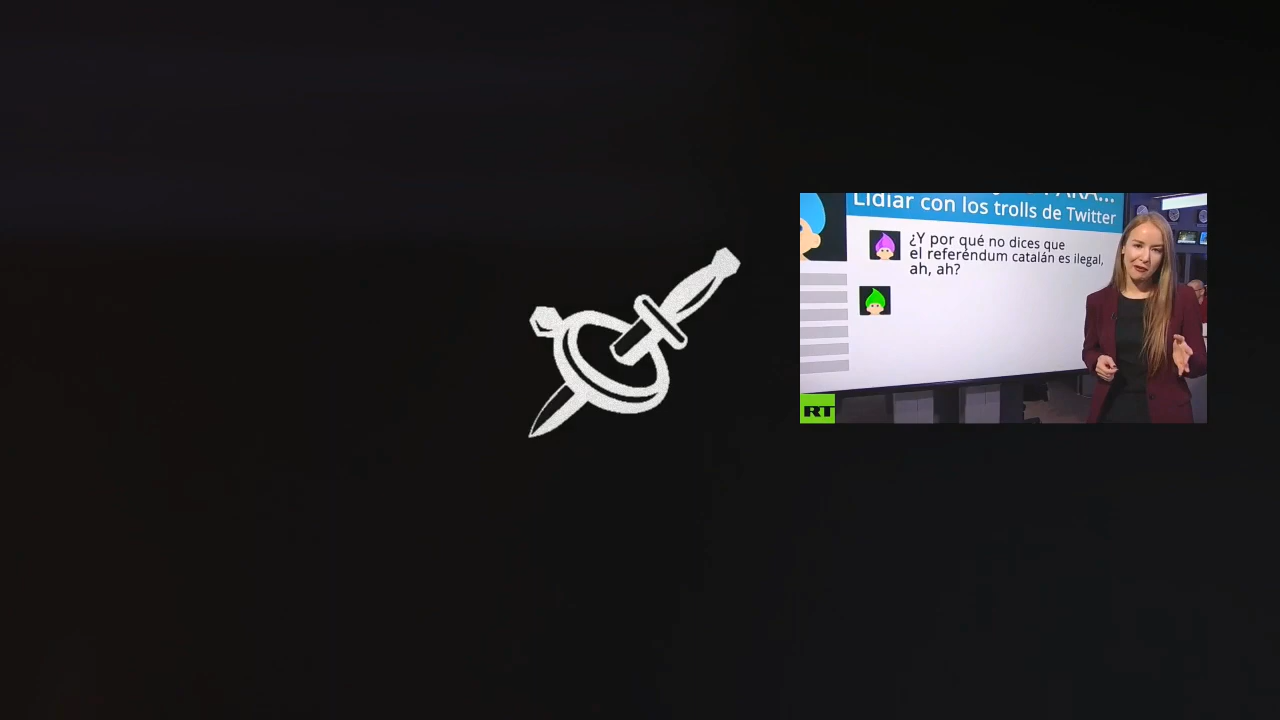 Lidiar con los trolls de Twitter
¿Y por qué no dices que
el referéndum catalán es ilegal,
ah, ah?
RT